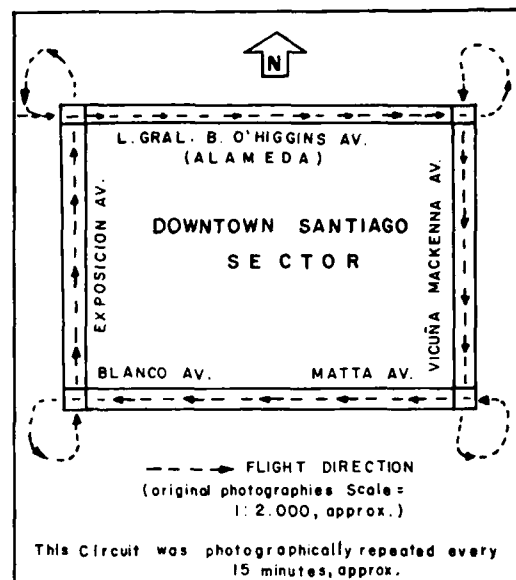 N
L. GRAL. B. O'HIGGINS AV.
(ALAMEDA)
EXPOSICION AV.
DOWNTOWN SANTIAGO
SECTOR
VICUÑA MACKENNA AV.
BLANCO AV.
MATTA AV.
FLIGHT DIRECTION
(original photographies Scale =
1:2.000, approx.)
This Circuit was photographically repeated every
15 minutes, approx.